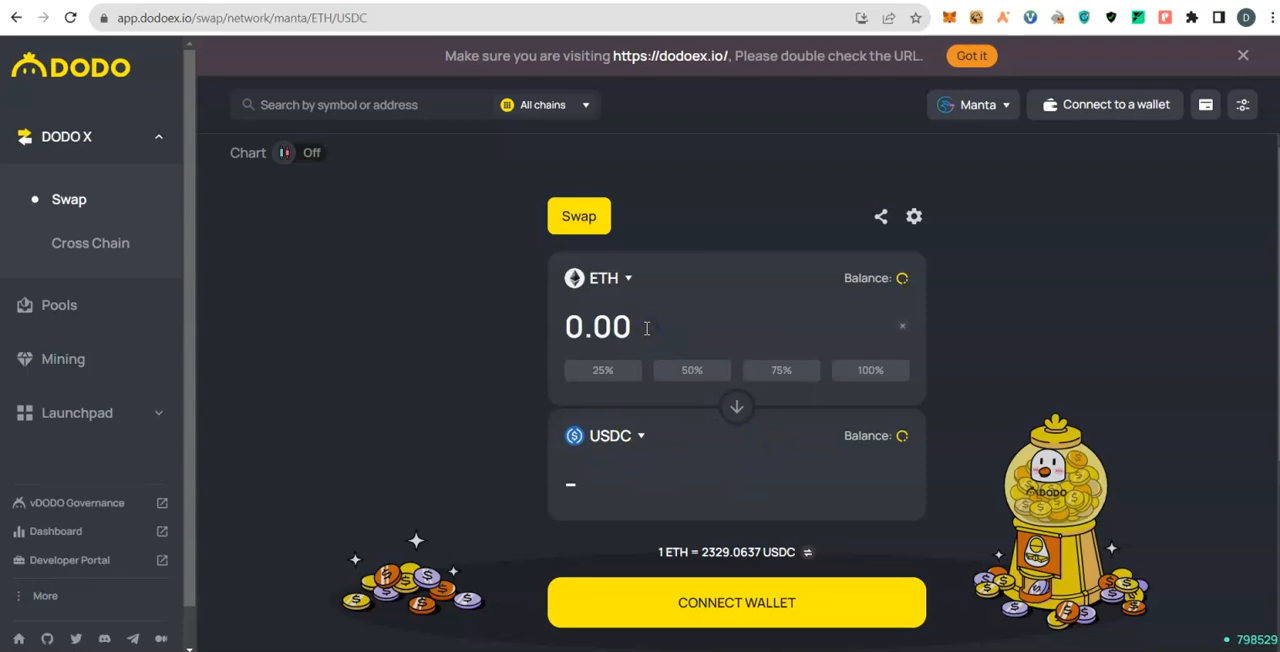 app.dodoex.io/swap/network/manta/ETH/USDC
D
DODO
Make sure you are visiting https://dodoex.io/, Please double check the URL.
Got it
Search by symbol or address
All chains
Manta
Connect to a wallet
DODO X
Swap
Cross Chain
Pools
Mining
Launchpad
vDODO Governance
Dashboard
Developer Portal
More
Chart
Off
Swap
ETH
Balance:
0.00
25%
50%
75%
100%
USDC
Balance:
-
1 ETH = 2329.0637 USDC
CONNECT WALLET
DODO
798529